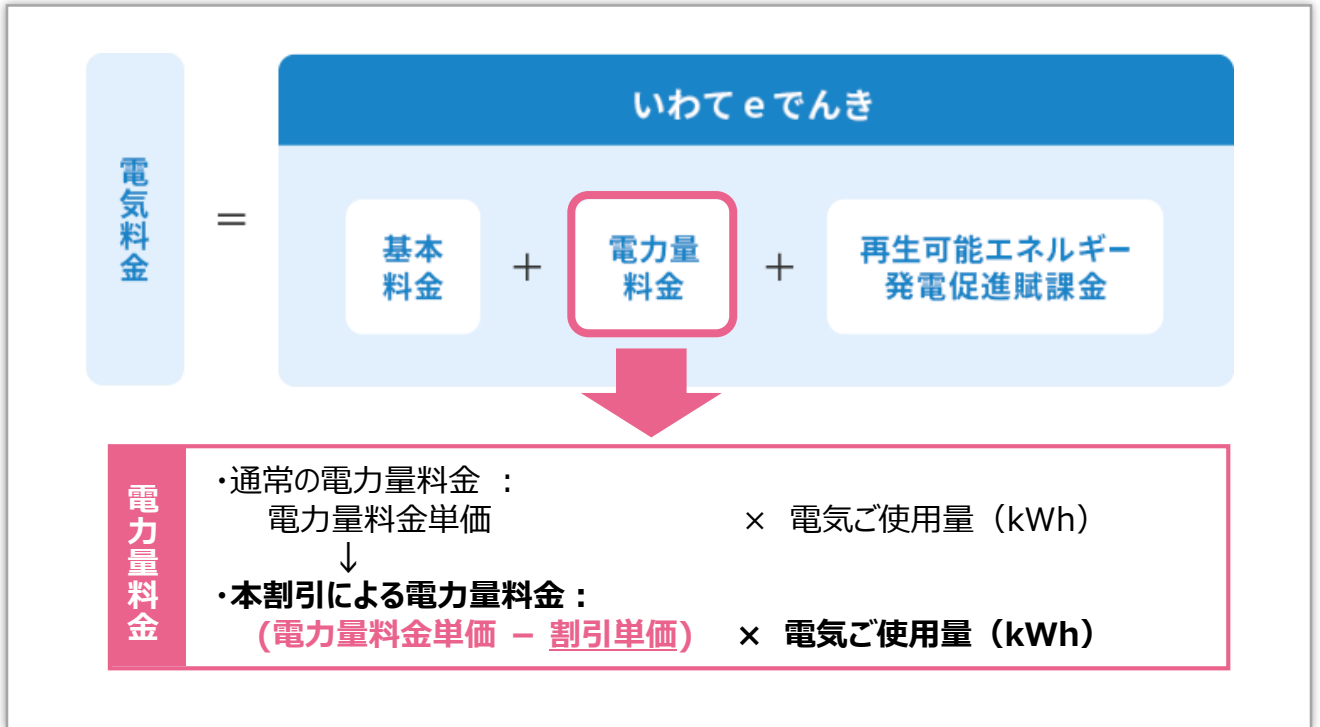 電気料金
=
いわて e でんき
基本
料金
+
電力量
料金
+
再生可能エネルギー
発電促進賦課金
電力量料金
・通常の電力量料金 ：
電力量料金単価 × 電気ご使用量（kWh）
↓
・本割引による電力量料金：
(電力量料金単価 － 割引単価) × 電気ご使用量（kWh）